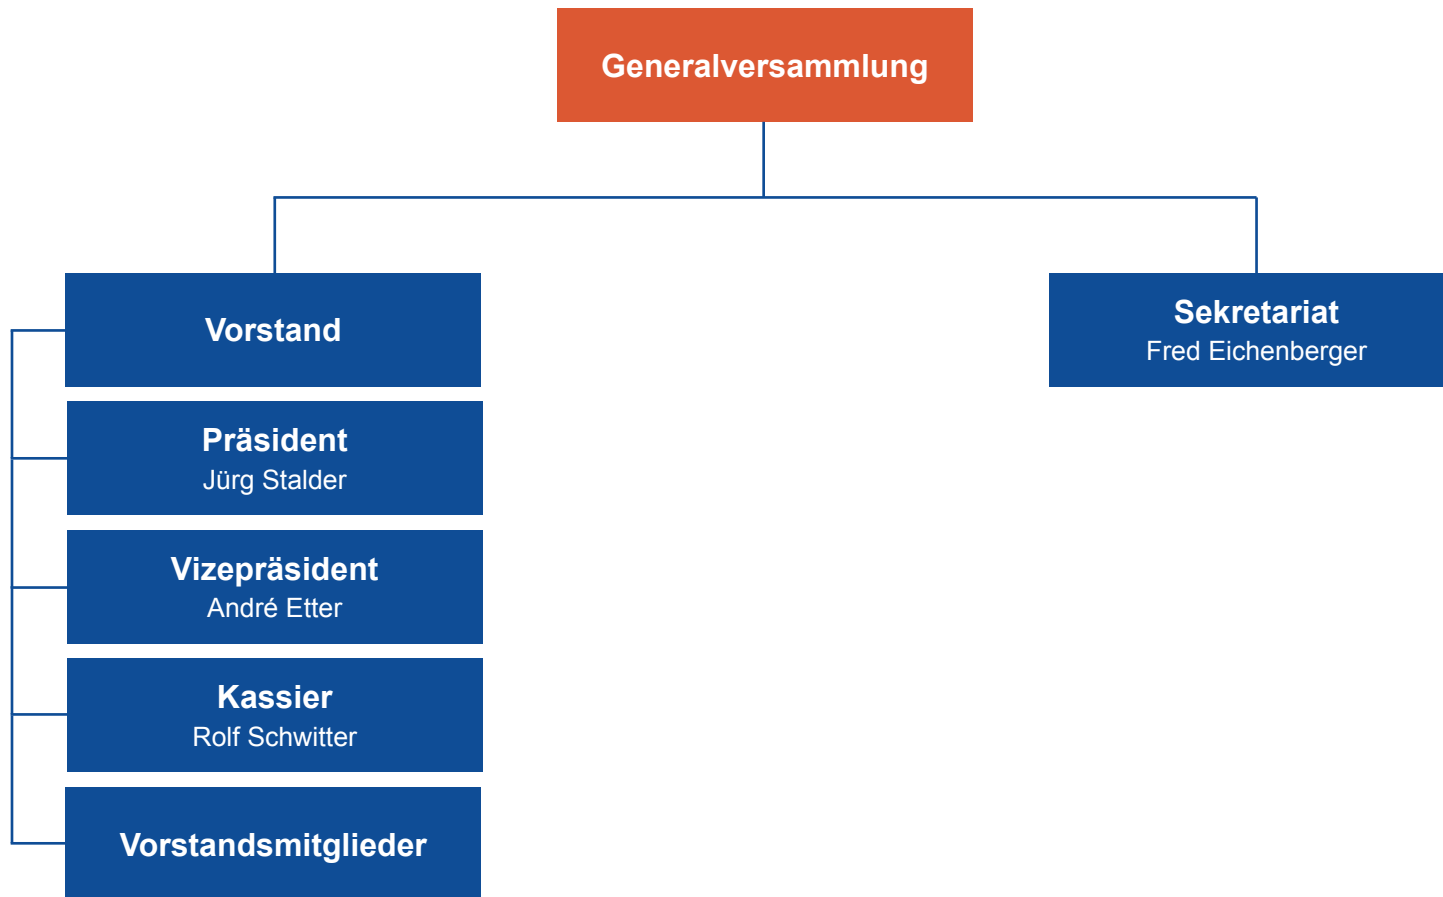 Generalversammlung
Vorstand
Sekretariat
Fred Eichenberger
Präsident
Jürg Stalder
Vizepräsident
André Etter
Kassier
Rolf Schwitter
Vorstandsmitglieder